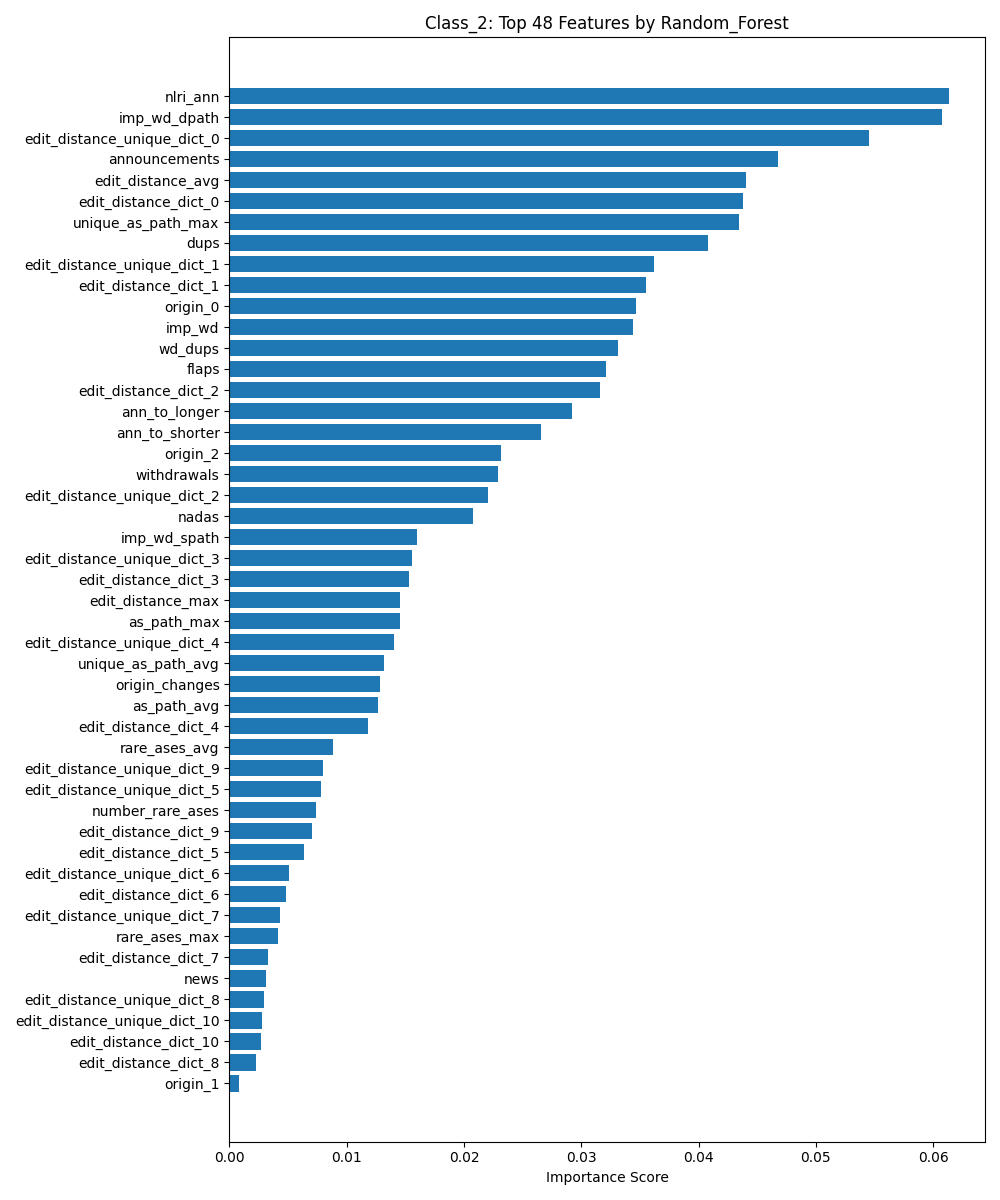 Class_2: Top 48 Features by Random_Forest
nlri_ann
imp_wd_dpath
edit_distance_unique_dict_0
announcements
edit_distance_avg
edit_distance_dict_0
unique_as_path_max
dups
edit_distance_unique_dict_1
edit_distance_dict_1
origin_0
imp_wd
wd_dups
flaps
edit_distance_dict_2
ann_to_longer
ann_to_shorter
origin_2
withdrawals
edit_distance_unique_dict_2
nadas
imp_wd_spath
edit_distance_unique_dict_3
edit_distance_dict_3
edit_distance_max
as_path_max
edit_distance_unique_dict_4
unique_as_path_avg
origin_changes
as_path_avg
edit_distance_dict_4
rare_ases_avg
edit_distance_unique_dict_9
edit_distance_unique_dict_5
number_rare_ases
edit_distance_dict_9
edit_distance_dict_5
edit_distance_unique_dict_6
edit_distance_dict_6
edit_distance_unique_dict_7
rare_ases_max
edit_distance_dict_7
news
edit_distance_unique_dict_8
edit_distance_unique_dict_10
edit_distance_dict_10
edit_distance_dict_8
origin_1
0.00 0.01 0.02 0.03 0.04 0.05 0.06
Importance Score